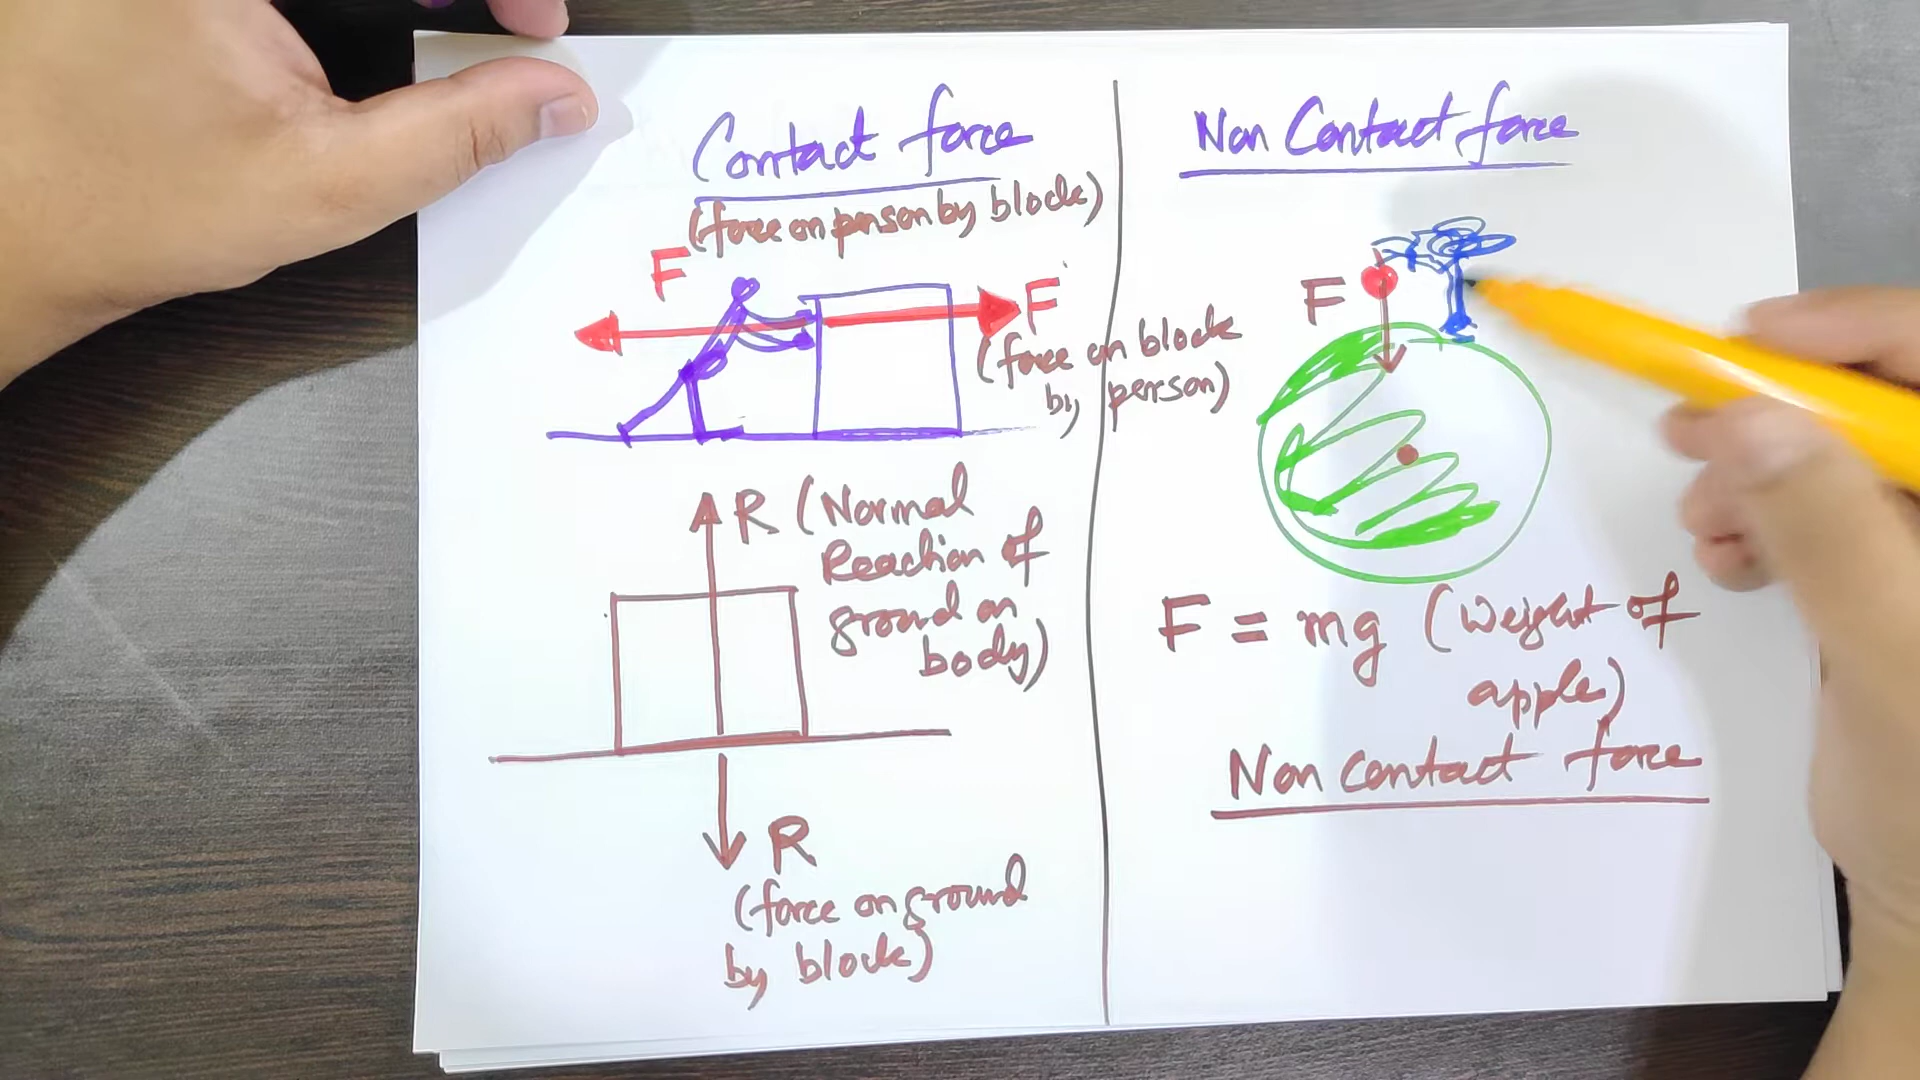 Contact force
(force on person by block)
F
F
(force on block
by person)
R (Normal
Reaction of
ground on
body)
R
(force on ground
by block)
Non Contact force
F
F = mg (Weight of
apple)
Non Contact force